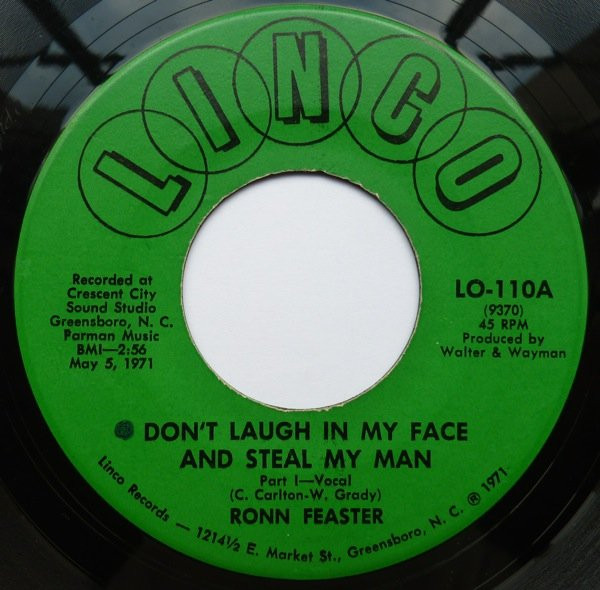 LINCO
Recorded at
Crescent City
Sound Studio
Greensboro, N. C.
Parman Music
BMI—2:56
May 5, 1971
LO-110A
(9370)
45 RPM
Produced by
Walter & Wayman
DON'T LAUGH IN MY FACE
AND STEAL MY MAN
Part I—Vocal
(C. Carlton-W. Grady)
RONN FEASTER
Linco Records — 1214½ E. Market St., Greensboro, N. C. ℗ 1971